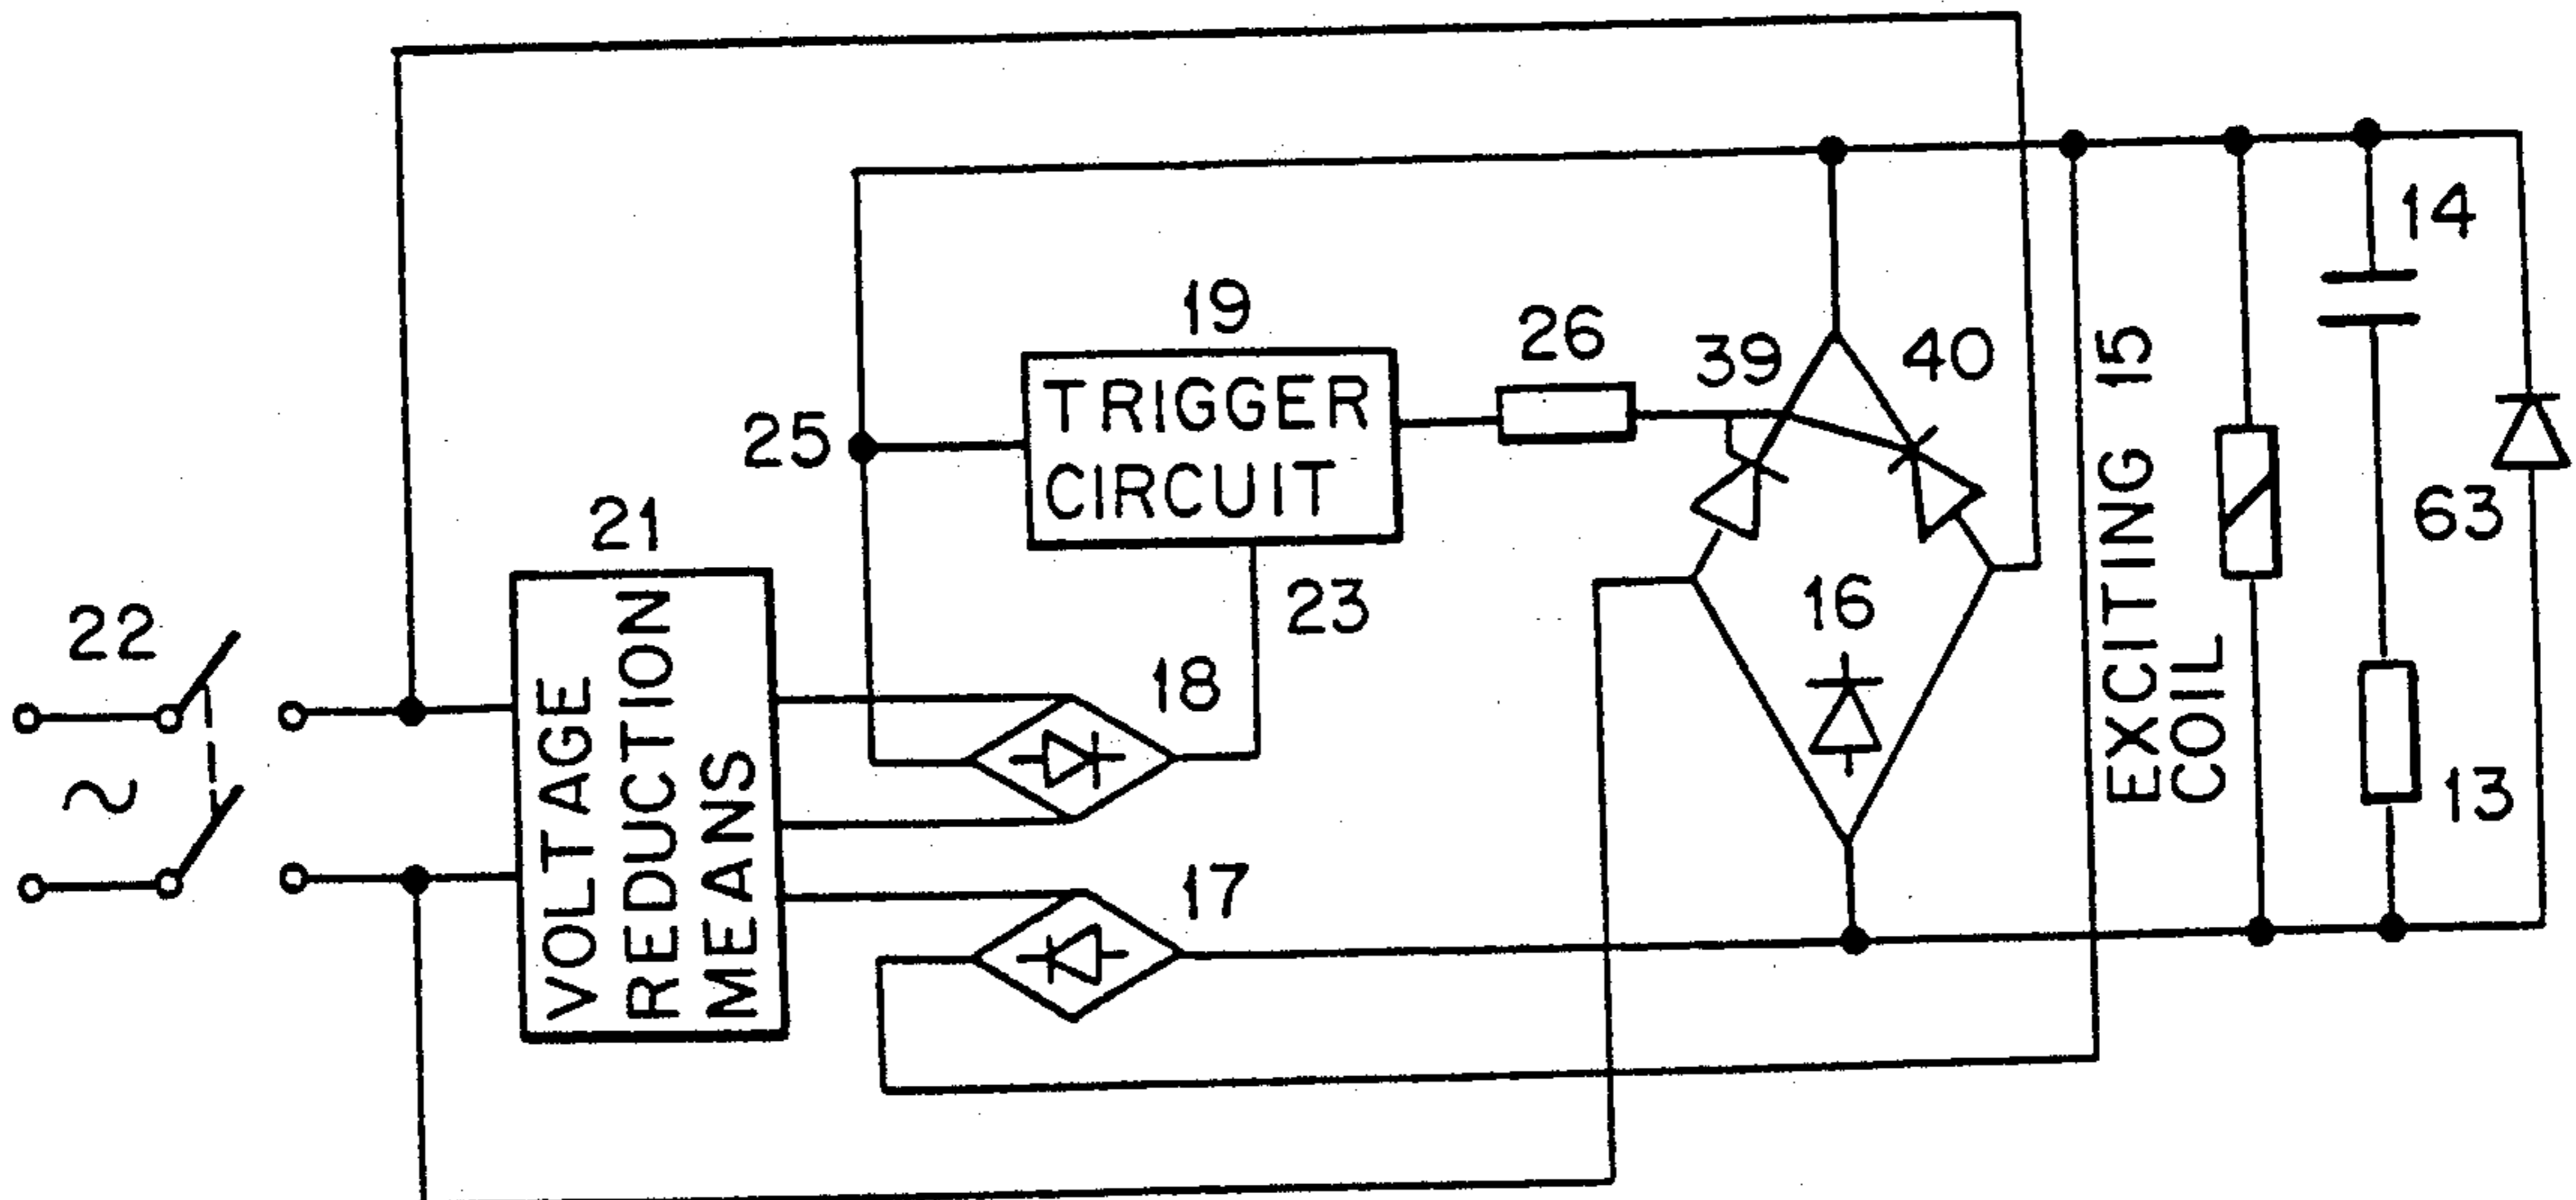 14
19
26
39
40
TRIGGER
CIRCUIT
EXCITING 15
COIL
25
21
63
23
22
16
VOLTAGE
REDUCTION
MEANS
18
13
17